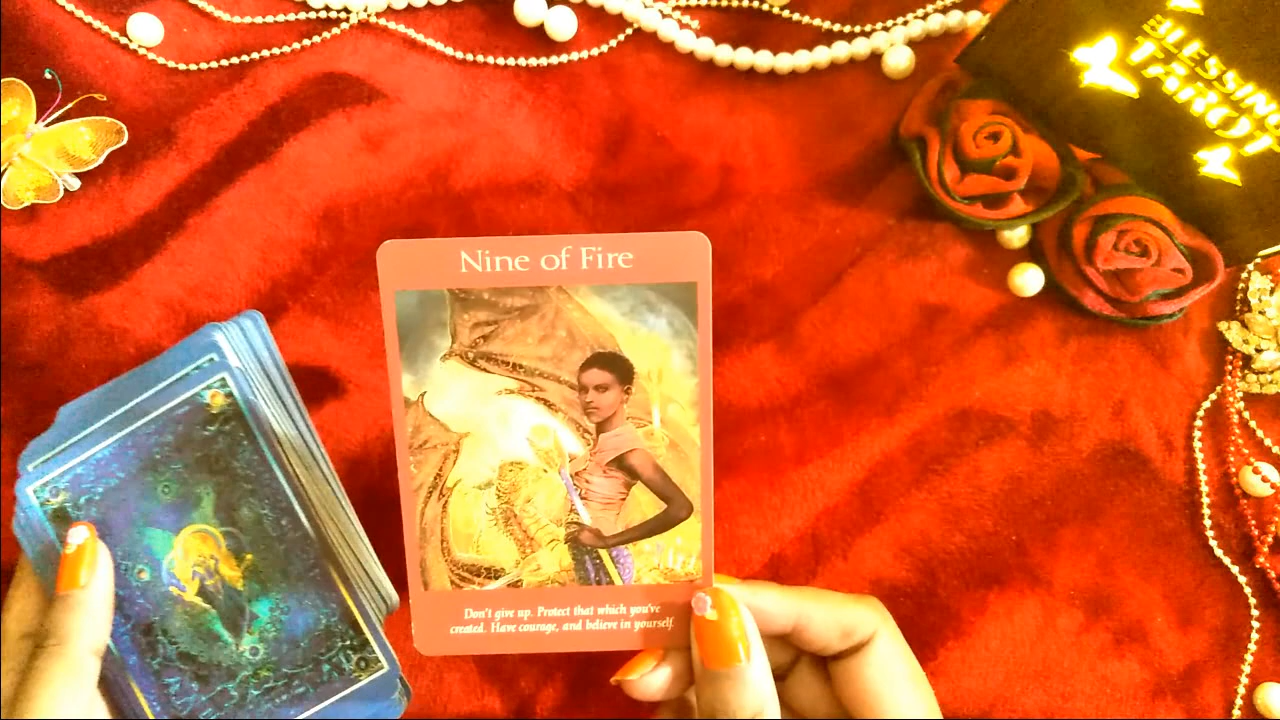 BLESSING
TAROT
Nine of Fire
Don't give up. Protect that which you've
created. Have courage, and believe in yourself.